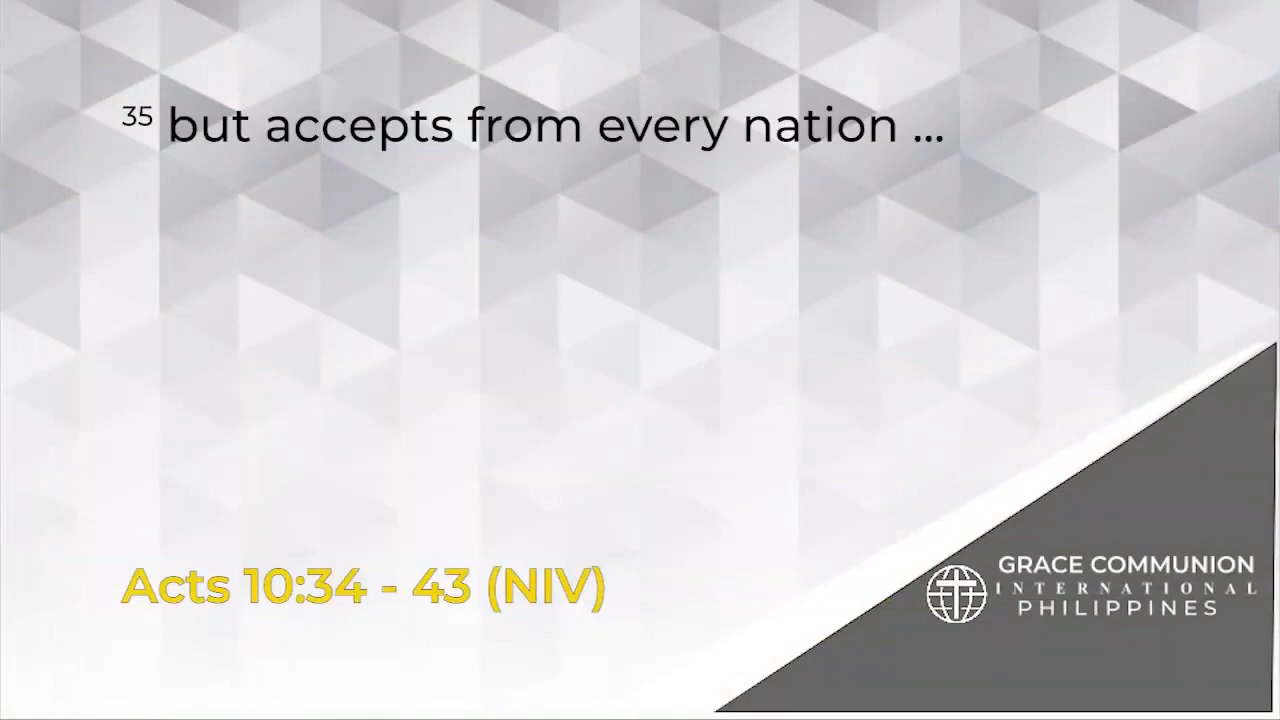 35 but accepts from every nation ...
Acts 10:34 - 43 (NIV)
GRACE COMMUNION
INTERNATIONAL
PHILIPPINES